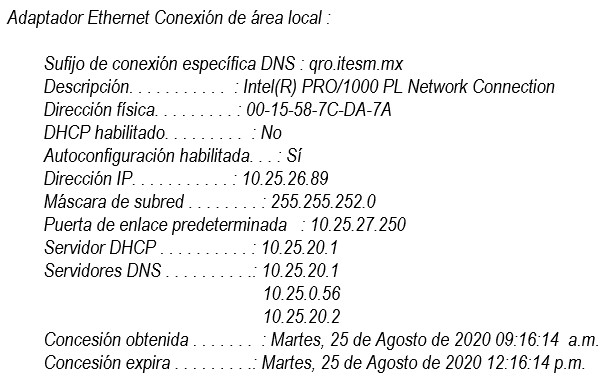 Adaptador Ethernet Conexión de área local :
Sufijo de conexión específica DNS : qro.itesm.mx
Descripción. . . . . . . . . . . : Intel(R) PRO/1000 PL Network Connection
Dirección física. . . . . . . . . : 00-15-58-7C-DA-7A
DHCP habilitado. . . . . . . . . : No
Autoconfiguración habilitada. . . : Sí
Dirección IP. . . . . . . . . . . . : 10.25.26.89
Máscara de subred . . . . . . . . . : 255.255.252.0
Puerta de enlace predeterminada : 10.25.27.250
Servidor DHCP . . . . . . . . . . . : 10.25.20.1
Servidores DNS . . . . . . . . . .: 10.25.20.1
10.25.0.56
10.25.20.2
Concesión obtenida . . . . . . . : Martes, 25 de Agosto de 2020 09:16:14 a.m.
Concesión expira . . . . . . . . .: Martes, 25 de Agosto de 2020 12:16:14 p.m.